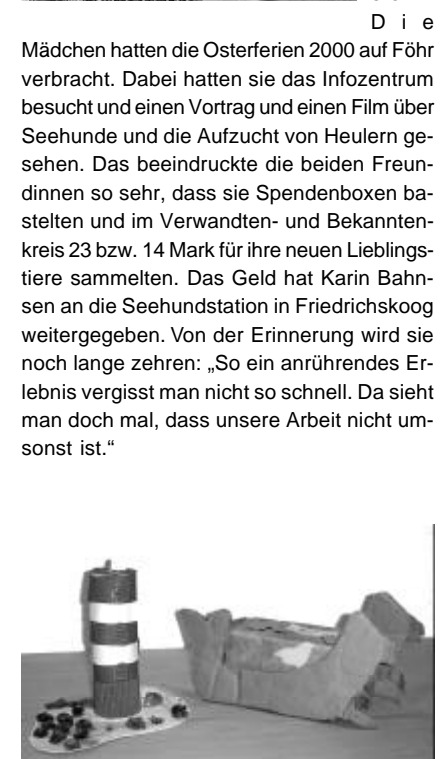 D i e
Mädchen hatten die Osterferien 2000 auf Föhr
verbracht. Dabei hatten sie das Infozentrum
besucht und einen Vortrag und einen Film über
Seehunde und die Aufzucht von Heulern ge-
sehen. Das beeindruckte die beiden Freun-
dinnen so sehr, dass sie Spendenboxen ba-
stelten und im Verwandten- und Bekannten-
kreis 23 bzw. 14 Mark für ihre neuen Lieblings-
tiere sammelten. Das Geld hat Karin Bahn-
sen an die Seehundstation in Friedrichskoog
weitergegeben. Von der Erinnerung wird sie
noch lange zehren: „So ein anrührendes Er-
lebnis vergisst man nicht so schnell. Da sieht
man doch mal, dass unsere Arbeit nicht um-
sonst ist.“